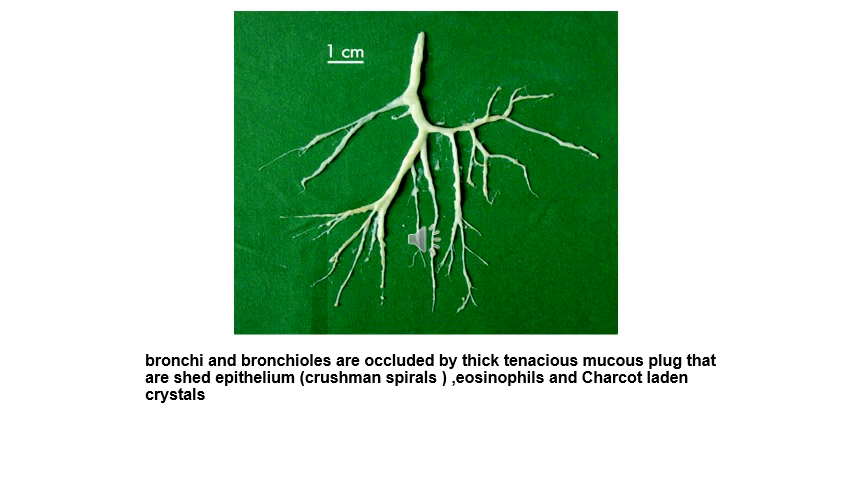 1 cm
bronchi and bronchioles are occluded by thick tenacious mucous plug that
are shed epithelium (crushman spirals ) ,eosinophils and Charcot laden
crystals